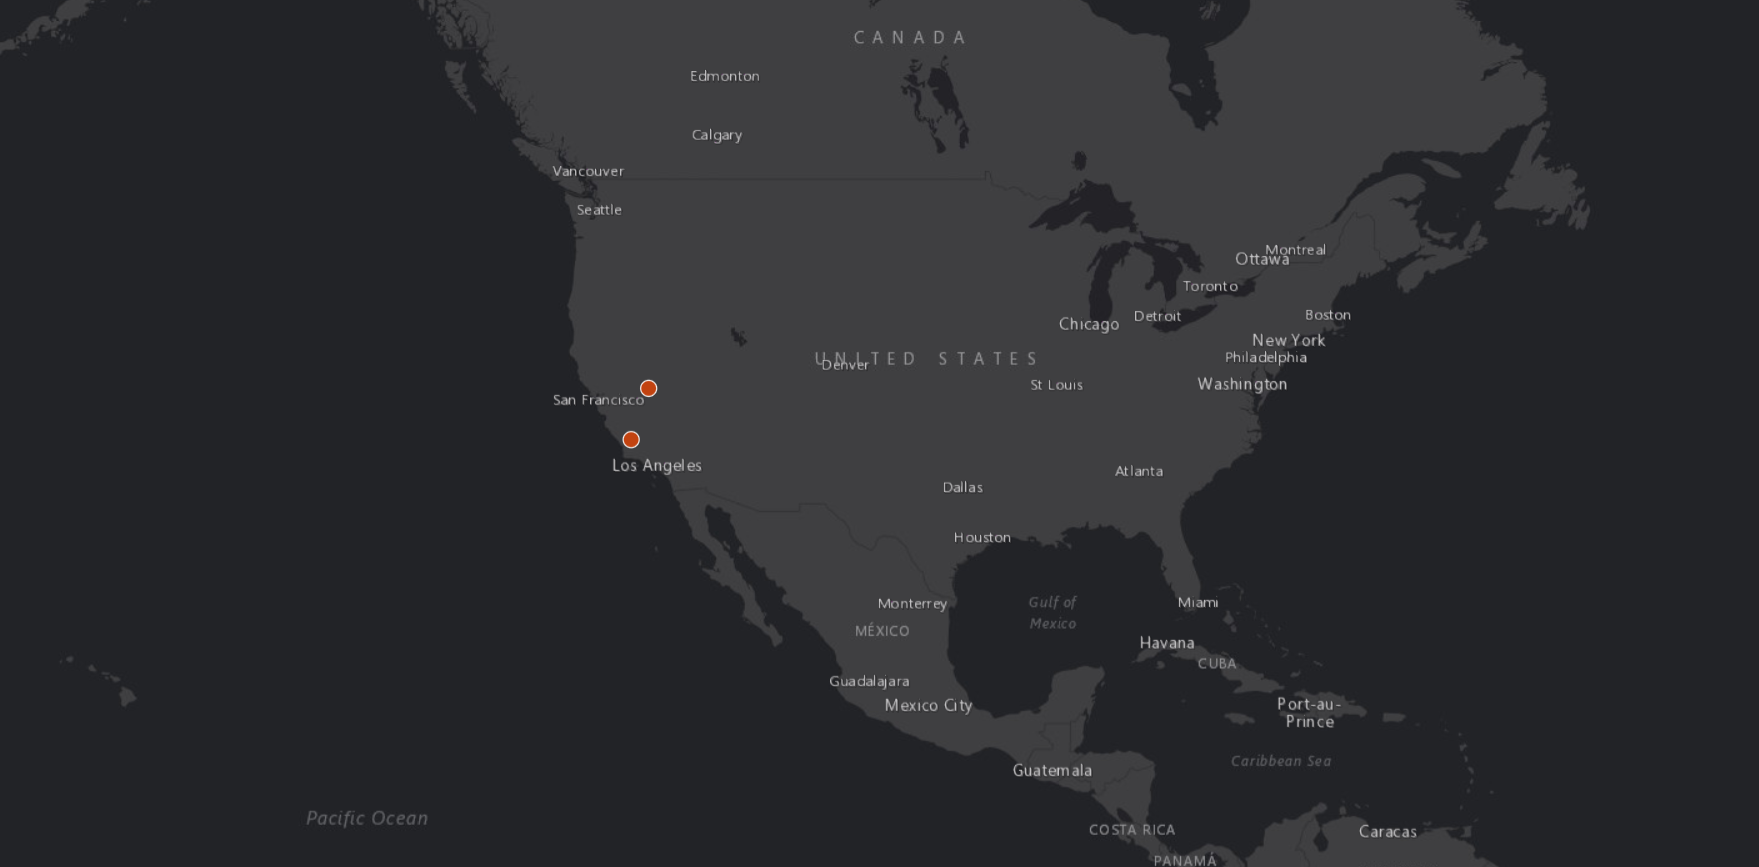 CANADA
Edmonton
Calgary
Vancouver
Seattle
Montreal
Ottawa
Toronto
Boston
Detroit
Chicago
New York
UNITED STATES
Philadelphia
Denver
Washington
St Louis
San Francisco
Los Angeles
Atlanta
Dallas
Houston
Gulf of
Mexico
Miami
Monterrey
MÉXICO
Havana
CUBA
Guadalajara
Mexico City
Port-au-
Prince
Caribbean Sea
Guatemala
Pacific Ocean
COSTA RICA
Caracas
PANAMÁ